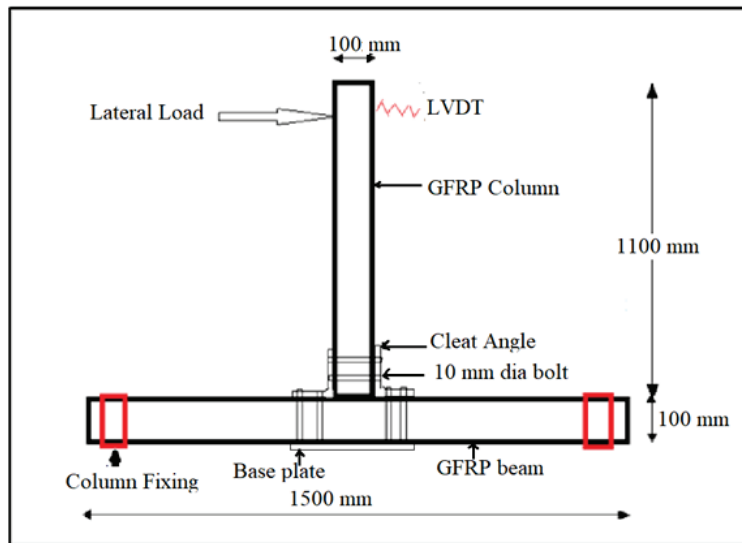 100 mm
Lateral Load
LVDT
GFRP Column
1100 mm
Cleat Angle
10 mm dia bolt
100 mm
Base plate
GFRP beam
Column Fixing
1500 mm